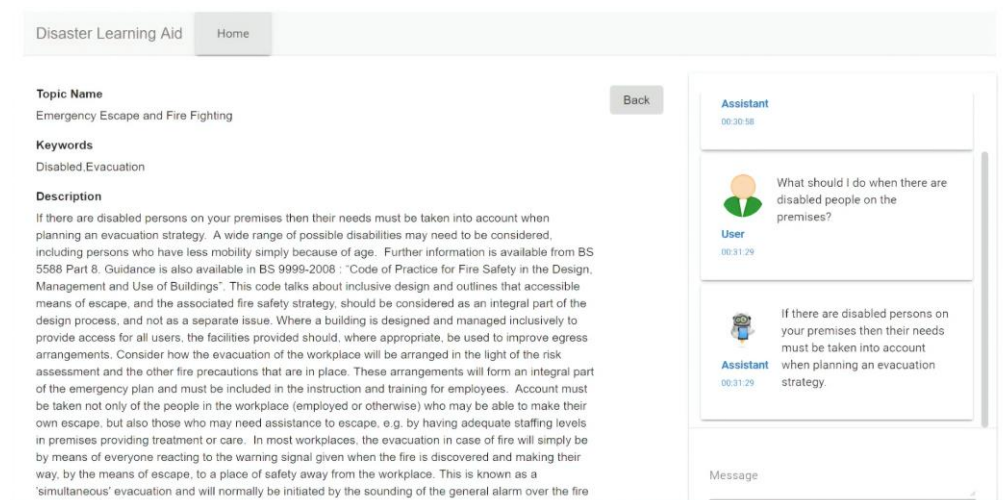 Disaster Learning Aid
Home
Topic Name
Back
Emergency Escape and Fire Fighting
Keywords
Disabled,Evacuation
Description
If there are disabled persons on your premises then their needs must be taken into account when
planning an evacuation strategy. A wide range of possible disabilities may need to be considered,
including persons who have less mobility simply because of age. Further information is available from BS
5588 Part 8. Guidance is also available in BS 9999-2008 : "Code of Practice for Fire Safety in the Design,
Management and Use of Buildings". This code talks about inclusive design and outlines that accessible
means of escape, and the associated fire safety strategy, should be considered as an integral part of the
design process, and not as a separate issue. Where a building is designed and managed inclusively to
provide access for all users, the facilities provided should, where appropriate, be used to improve egress
arrangements. Consider how the evacuation of the workplace will be arranged in the light of the risk
assessment and the other fire precautions that are in place. These arrangements will form an integral part
of the emergency plan and must be included in the instruction and training for employees. Account must
be taken not only of the people in the workplace (employed or otherwise) who may be able to make their
own escape, but also those who may need assistance to escape, e.g. by having adequate staffing levels
in premises providing treatment or care. In most workplaces, the evacuation in case of fire will simply be
by means of everyone reacting to the warning signal given when the fire is discovered and making their
way, by the means of escape, to a place of safety away from the workplace. This is known as a
'simultaneous' evacuation and will normally be initiated by the sounding of the general alarm over the fire
Assistant
00:30:58
What should I do when there are
disabled people on the
premises?
User
00:31:29
If there are disabled persons on
your premises then their needs
must be taken into account
when planning an evacuation
strategy.
Assistant
00:31:29
Message